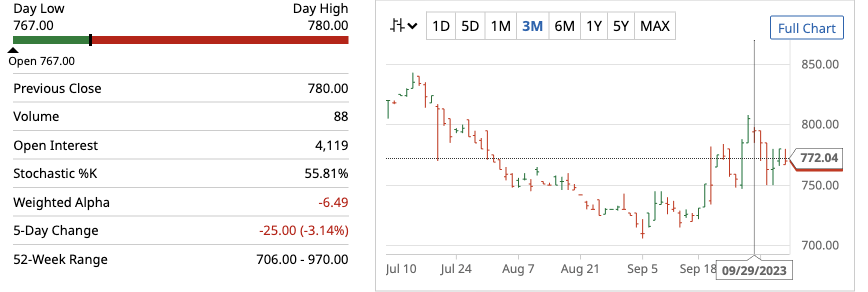 Day Low Day High
767.00 780.00
Open 767.00
Previous Close 780.00
Volume 88
Open Interest 4,119
Stochastic %K 55.81%
Weighted Alpha -6.49
5-Day Change -25.00 (-3.14%)
52-Week Range 706.00 - 970.00
1D 5D 1M 3M 6M 1Y 5Y MAX Full Chart
850.00
800.00
772.04
750.00
700.00
Jul 10 Jul 24 Aug 7 Aug 21 Sep 5 Sep 18 09/29/2023